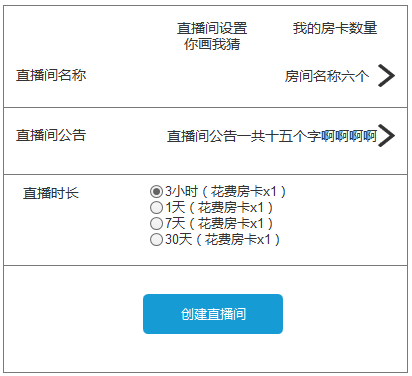 直播间设置 我的房卡数量
你画我猜
直播间名称 房间名称六个
直播间公告 直播间公告一共十五个字啊啊啊啊
直播时长 3小时（花费房卡x1）
1天（花费房卡x1）
7天（花费房卡x1）
30天（花费房卡x1）
创建直播间